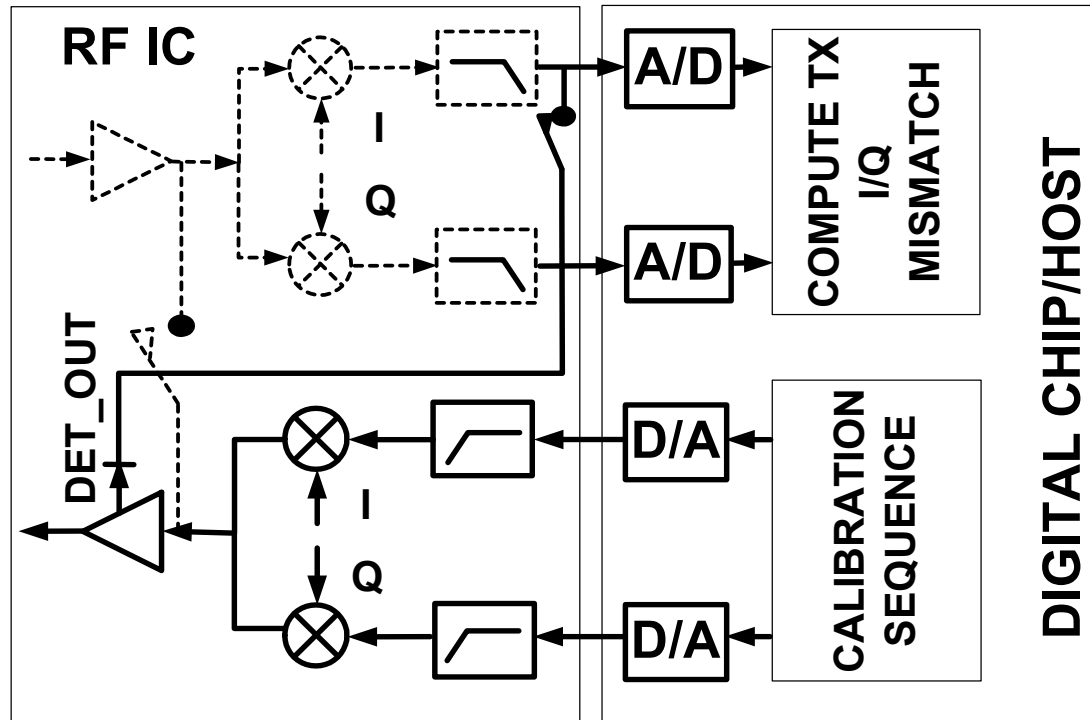 RF IC
I
Q
A/D
A/D
COMPUTE TX
I/Q
MISMATCH
DET_OUT
I
Q
D/A
D/A
CALIBRATION
SEQUENCE
DIGITAL CHIP/HOST